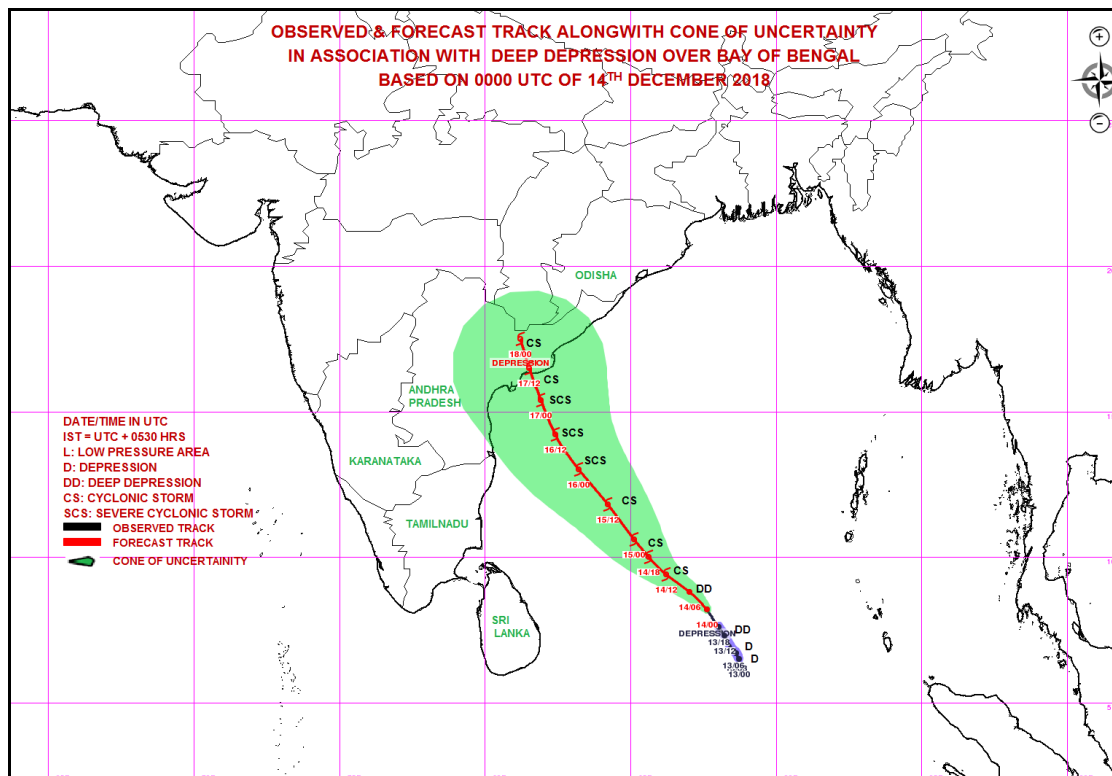 OBSERVED & FORECAST TRACK ALONGWITH CONE OF UNCERTAINTY
IN ASSOCIATION WITH DEEP DEPRESSION OVER BAY OF BENGAL
BASED ON 0000 UTC OF 14TH DECEMBER 2018
+
-
ODISHA
CS
18/00
DEPRESSION
17/12
CS
ANDHRA
PRADESH
SCS
17/00
SCS
16/12
SCS
16/00
CS
15/12
CS
15/00
14/18
CS
14/12
DD
14/06
14/00
DD
DEPRESSION
13/18
D
13/12
D
13/06
13/00
KARANATAKA
TAMILNADU
SRI
LANKA
DATE/TIME IN UTC
IST = UTC + 0530 HRS
L: LOW PRESSURE AREA
D: DEPRESSION
DD: DEEP DEPRESSION
CS: CYCLONIC STORM
SCS: SEVERE CYCLONIC STORM
OBSERVED TRACK
FORECAST TRACK
CONE OF UNCERTAINITY